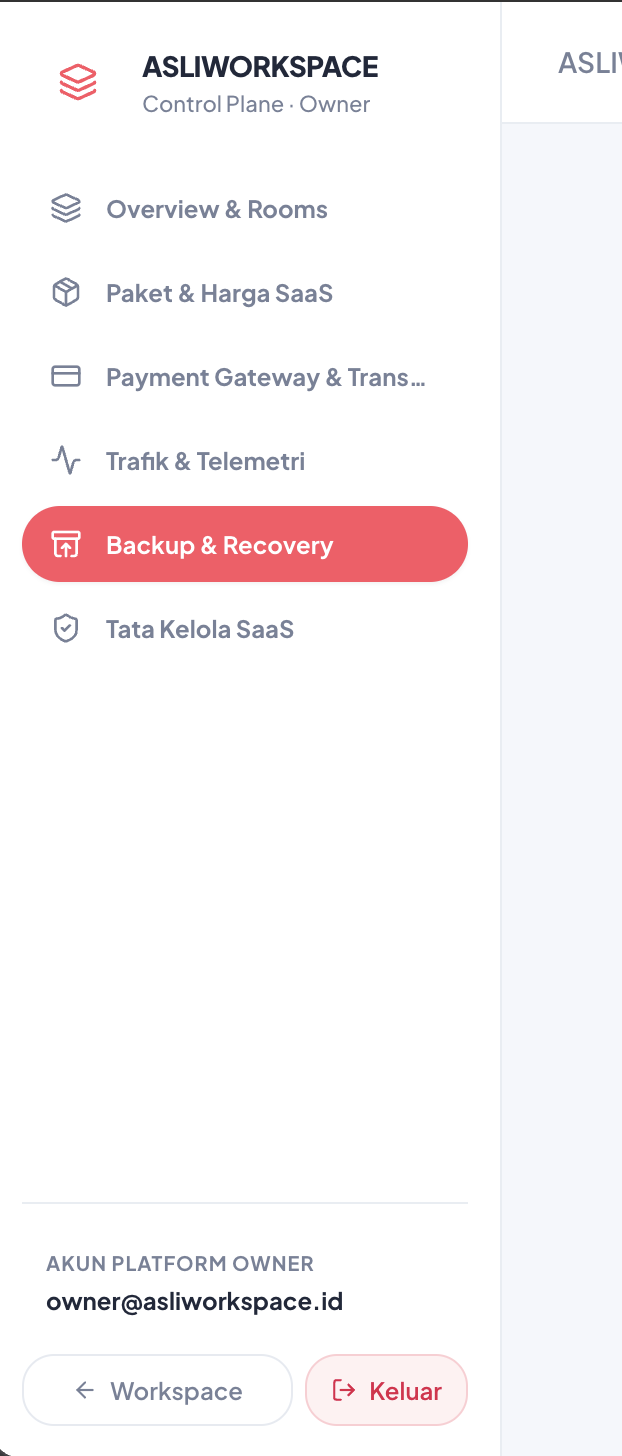 ASLIWORKSPACE
Control Plane · Owner
Overview & Rooms
Paket & Harga SaaS
Payment Gateway & Trans…
Trafik & Telemetri
Backup & Recovery
Tata Kelola SaaS
AKUN PLATFORM OWNER
owner@asliworkspace.id
Workspace
Keluar